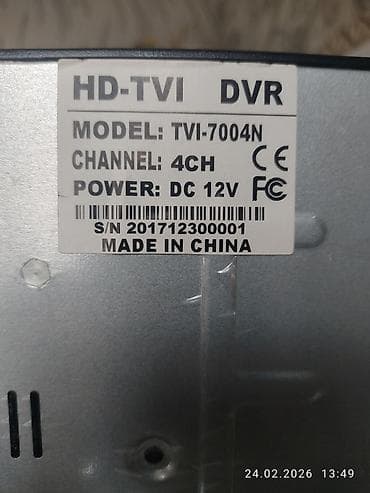 HD-TVI DVR
MODEL: TVI-7004N
CHANNEL: 4CH CE
POWER: DC 12V FC
S/N 201712300001
MADE IN CHINA
24.02.2026 13:49